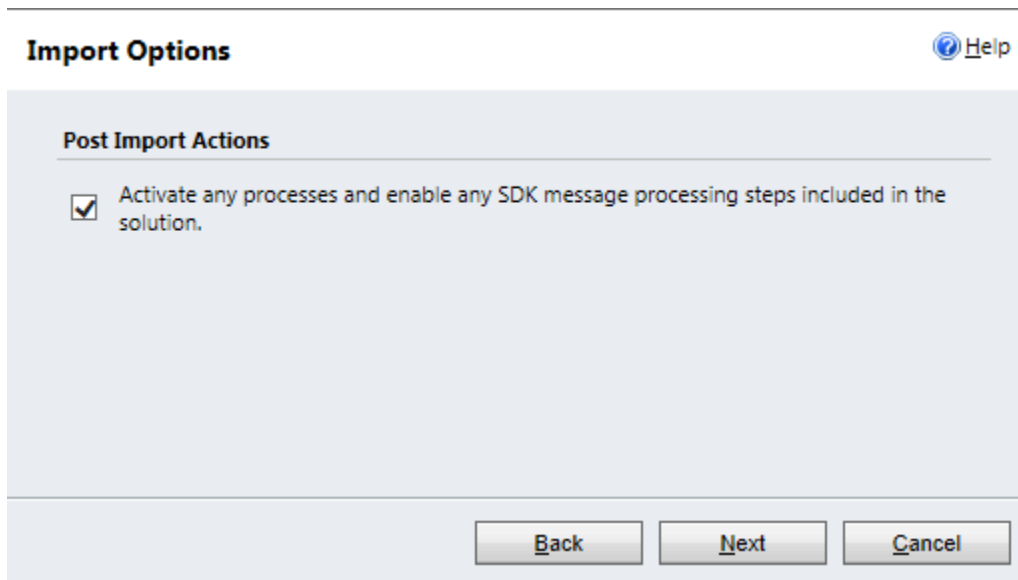 Import Options
Help
Post Import Actions
Activate any processes and enable any SDK message processing steps included in the
solution.
Back
Next
Cancel